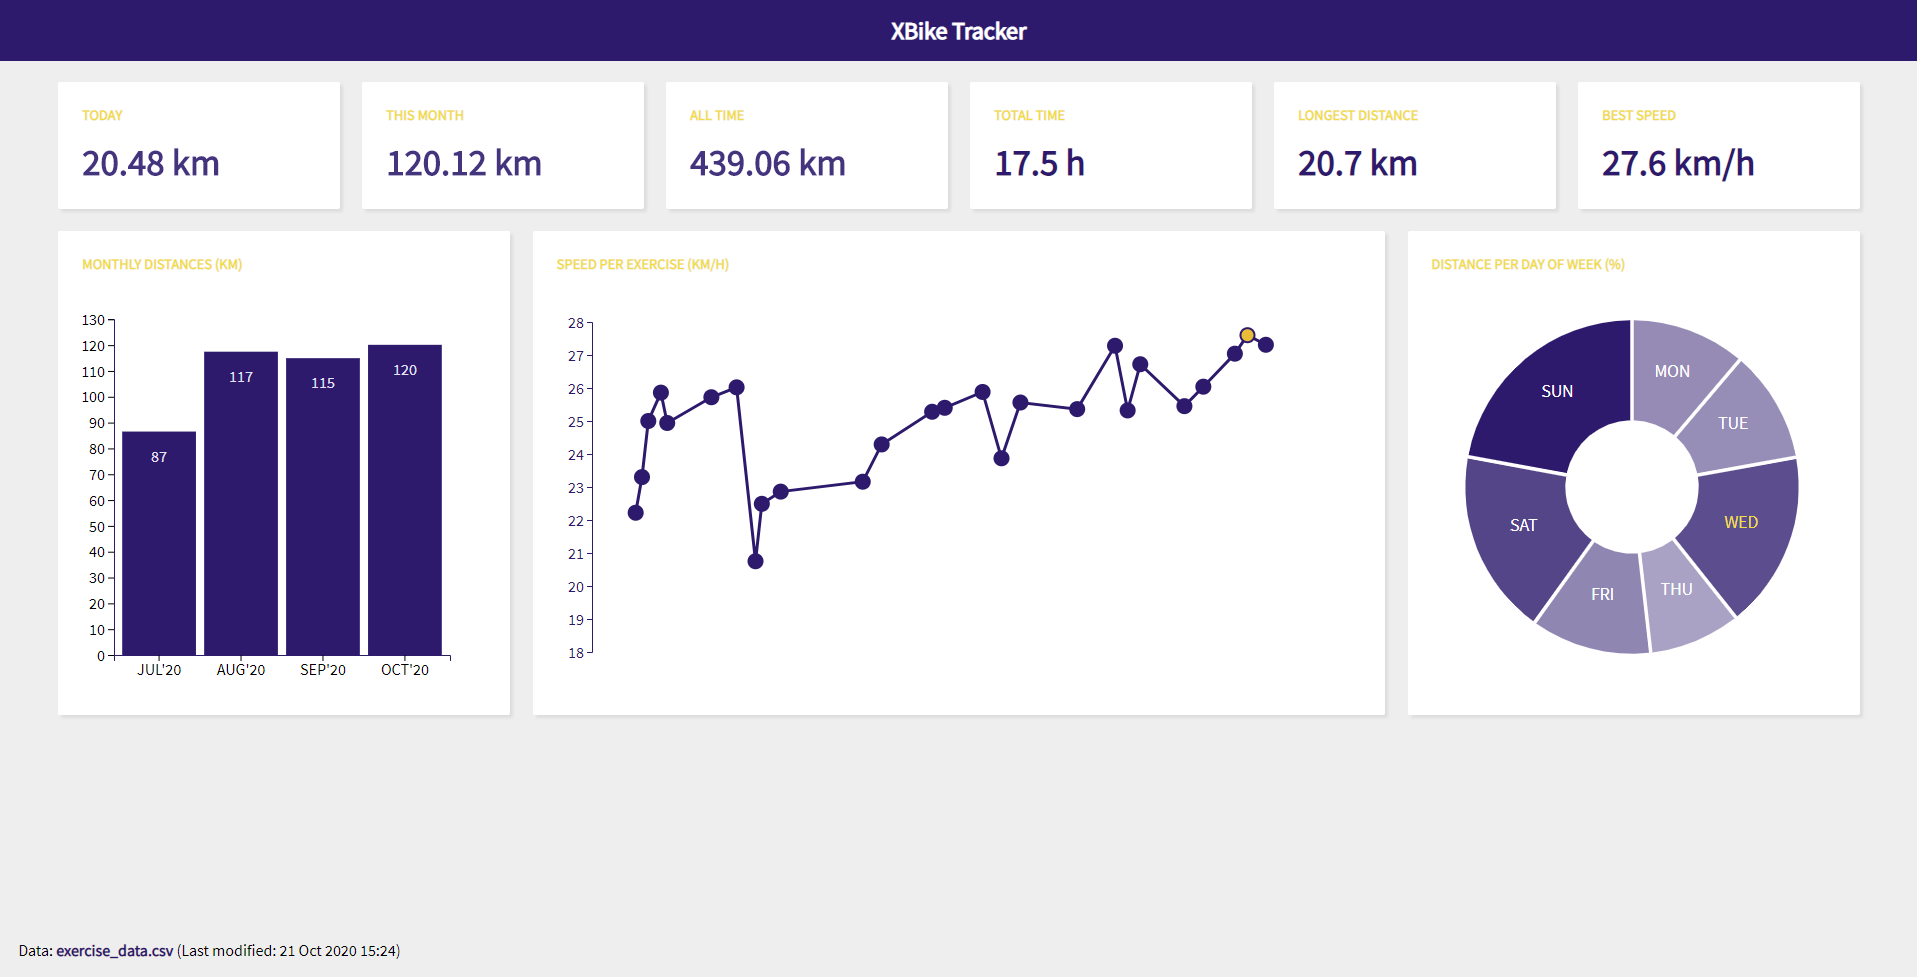 XBike Tracker
TODAY
20.48 km
THIS MONTH
120.12 km
ALL TIME
439.06 km
TOTAL TIME
17.5 h
LONGEST DISTANCE
20.7 km
BEST SPEED
27.6 km/h
MONTHLY DISTANCES (KM)
130
120
110
100
90
80
70
60
50
40
30
20
10
0
87
117
115
120
JUL'20
AUG'20
SEP'20
OCT'20
SPEED PER EXERCISE (KM/H)
28
27
26
25
24
23
22
21
20
19
18
DISTANCE PER DAY OF WEEK (%)
MON
TUE
WED
THU
FRI
SAT
SUN
Data: exercise_data.csv (Last modified: 21 Oct 2020 15:24)